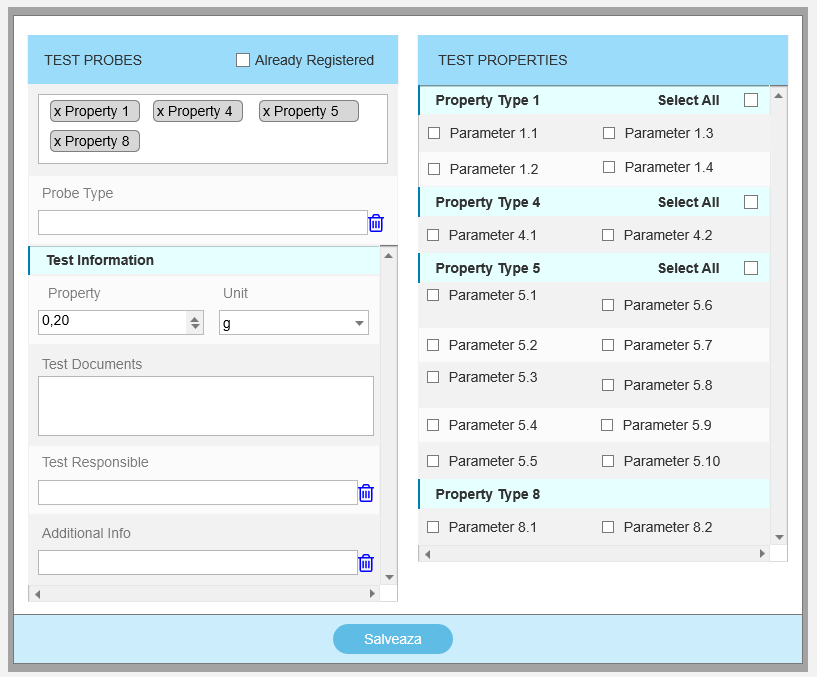 TEST PROBES
Already Registered
x Property 1
x Property 4
x Property 5
x Property 8
Probe Type
Test Information
Property
Unit
0,20
g
Test Documents
Test Responsible
Additional Info
TEST PROPERTIES
Property Type 1
Select All
Parameter 1.1
Parameter 1.3
Parameter 1.2
Parameter 1.4
Property Type 4
Select All
Parameter 4.1
Parameter 4.2
Property Type 5
Select All
Parameter 5.1
Parameter 5.6
Parameter 5.2
Parameter 5.7
Parameter 5.3
Parameter 5.8
Parameter 5.4
Parameter 5.9
Parameter 5.5
Parameter 5.10
Property Type 8
Parameter 8.1
Parameter 8.2
Salveaza